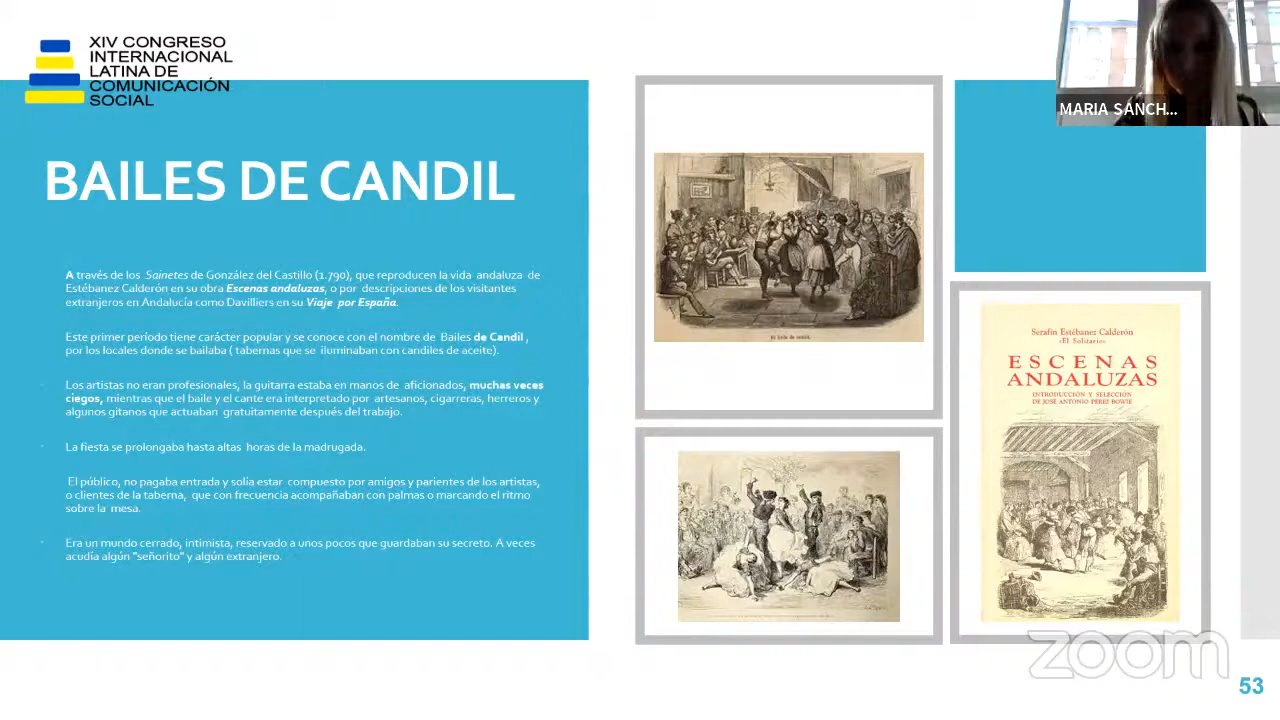 XIV CONGRESO
INTERNACIONAL
LATINA DE
COMUNICACIÓN
SOCIAL
MARIA SANCH...
BAILES DE CANDIL
A través de los Sainetes de González del Castillo (1.790), que reproducen la vida andaluza de
Estébanez Calderón en su obra Escenas andaluzas, o por descripciones de los visitantes
extranjeros en Andalucía como Davilliers en su Viaje por España.
Este primer período tiene carácter popular y se conoce con el nombre de Bailes de Candil ,
por los locales donde se bailaba ( tabernas que se iluminaban con candiles de aceite).
Los artistas no eran profesionales, la guitarra estaba en manos de aficionados, muchas veces
ciegos, mientras que el baile y el cante era interpretado por artesanos, cigarreras, herreros y
algunos gitanos que actuaban gratuitamente después del trabajo.
La fiesta se prolongaba hasta altas horas de la madrugada.
El público, no pagaba entrada y solía estar compuesto por amigos y parientes de los artistas,
o clientes de la taberna, que con frecuencia acompañaban con palmas o marcando el ritmo
sobre la mesa.
Era un mundo cerrado, intimista, reservado a unos pocos que guardaban su secreto. A veces
acudía algún "señorito" y algún extranjero.
El baile de candil.
Serafín Estébanez Calderón
«El Solitario»
ESCENAS
ANDALUZAS
INTRODUCCIÓN Y SELECCIÓN
DE JOSÉ ANTONIO PÉREZ BOWIE
zoom
53